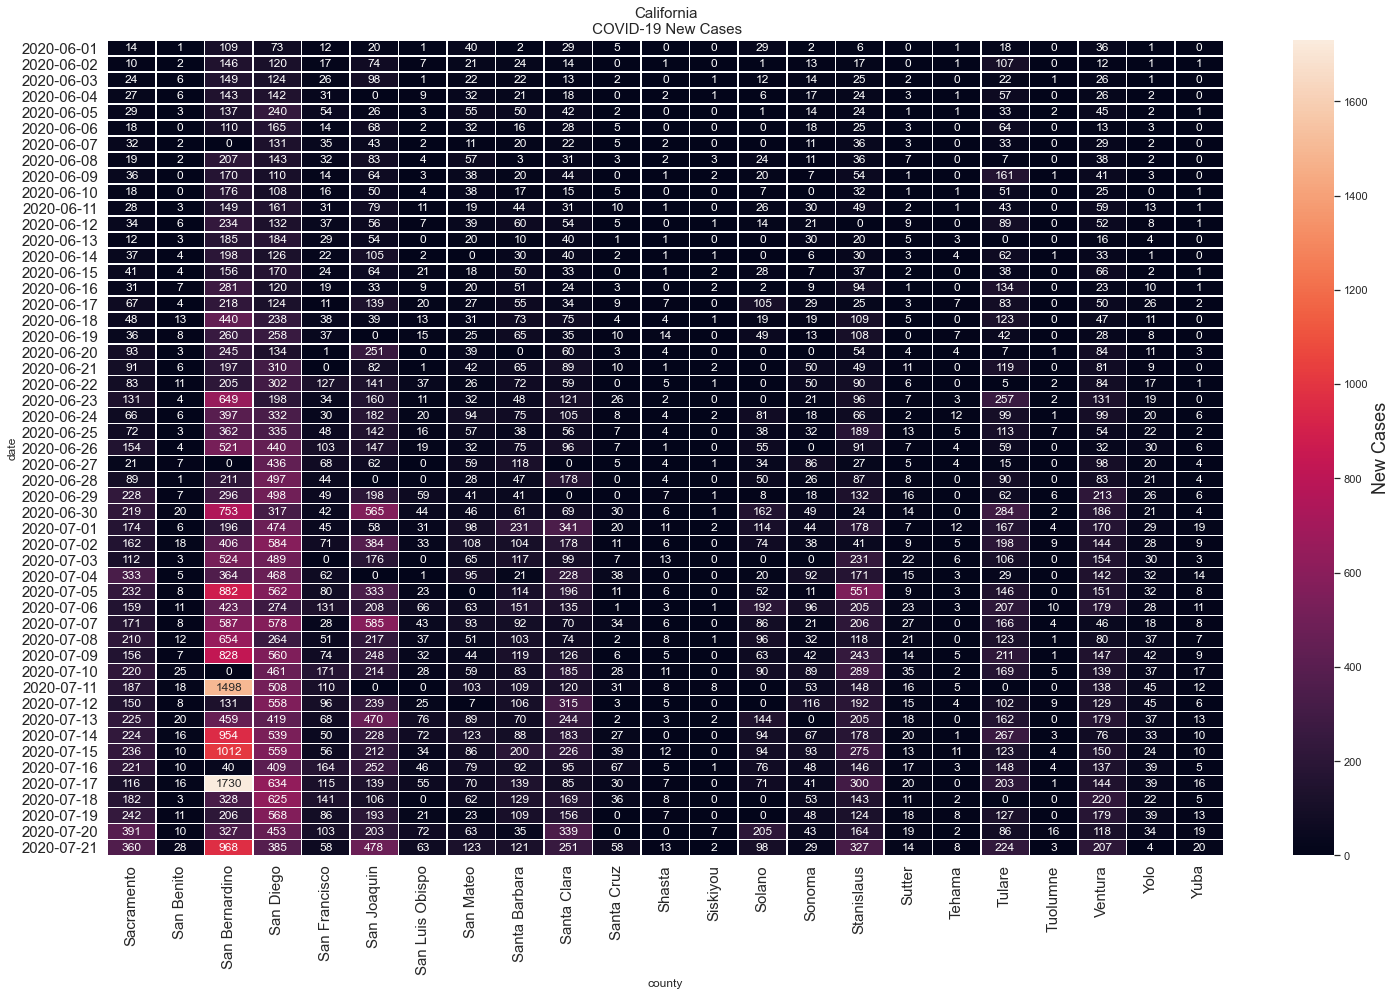 California
COVID-19 New Cases
2020-06-01 14 1 109 73 12 20 1 40 2 29 5 0 0 29 2 6 0 1 18 0 36 1 0
2020-06-02 10 2 146 120 17 74 7 21 24 14 0 1 0 1 13 17 0 1 107 0 12 1 1
2020-06-03 24 6 149 124 26 98 1 22 22 13 2 0 1 12 14 25 2 0 22 1 26 1 0
2020-06-04 27 6 143 142 31 0 9 32 21 18 0 2 1 6 17 24 3 1 57 0 26 2 0
2020-06-05 29 3 137 240 54 26 3 55 50 42 2 0 0 1 14 24 1 1 33 2 45 2 1
2020-06-06 18 0 110 165 14 68 2 32 16 28 5 0 0 0 18 25 3 0 64 0 13 3 0
2020-06-07 32 2 0 131 35 43 2 11 20 22 5 2 0 0 11 36 3 0 33 0 29 2 0
2020-06-08 19 2 207 143 32 83 4 57 3 31 3 2 3 24 11 36 7 0 7 0 38 2 0
2020-06-09 36 0 170 110 14 64 3 38 20 44 0 1 2 20 7 54 1 0 161 1 41 3 0
2020-06-10 18 0 176 108 16 50 4 38 17 15 5 0 0 7 0 32 1 1 51 0 25 0 1
2020-06-11 28 3 149 161 31 79 11 19 44 31 10 1 0 26 30 49 2 1 43 0 59 13 1
2020-06-12 34 6 234 132 37 56 7 39 60 54 5 0 1 14 21 0 9 0 89 0 52 8 1
2020-06-13 12 3 185 184 29 54 0 20 10 40 1 1 0 0 30 20 5 3 0 0 16 4 0
2020-06-14 37 4 198 126 22 105 2 0 30 40 2 1 1 0 6 30 3 4 62 1 33 1 0
2020-06-15 41 4 156 170 24 64 21 18 50 33 0 1 2 28 7 37 2 0 38 0 66 2 1
2020-06-16 31 7 281 120 19 33 9 20 51 24 3 0 2 2 9 94 1 0 134 0 23 10 1
2020-06-17 67 4 218 124 11 139 20 27 55 34 9 7 0 105 29 25 3 7 83 0 50 26 2
2020-06-18 48 13 440 238 38 39 13 31 73 75 4 4 1 19 19 109 5 0 123 0 47 11 0
2020-06-19 36 8 260 258 37 0 15 25 65 35 10 14 0 49 13 108 0 7 42 0 28 8 0
2020-06-20 93 3 245 134 1 251 0 39 0 60 3 4 0 0 0 54 4 4 7 1 84 11 3
2020-06-21 91 6 197 310 0 82 1 42 65 89 10 1 2 0 50 49 11 0 119 0 81 9 0
2020-06-22 83 11 205 302 127 141 37 26 72 59 0 5 1 0 50 90 6 0 5 2 84 17 1
2020-06-23 131 4 649 198 34 160 11 32 48 121 26 2 0 0 21 96 7 3 257 2 131 19 0
2020-06-24 66 6 397 332 30 182 20 94 75 105 8 4 2 81 18 66 2 12 99 1 99 20 6
2020-06-25 72 3 362 335 48 142 16 57 38 56 7 4 0 38 32 189 13 5 113 7 54 22 2
2020-06-26 154 4 521 440 103 147 19 32 75 96 7 1 0 55 0 91 7 4 59 0 32 30 6
2020-06-27 21 7 0 436 68 62 0 59 118 0 5 4 1 34 86 27 5 4 15 0 98 20 4
2020-06-28 89 1 211 497 44 0 0 28 47 178 0 4 0 50 26 87 8 0 90 0 83 21 4
2020-06-29 228 7 296 498 49 198 59 41 41 0 0 7 1 8 18 132 16 0 62 6 213 26 6
2020-06-30 219 20 753 317 42 565 44 46 61 69 30 6 1 162 49 24 14 0 284 2 186 21 4
2020-07-01 174 6 196 474 45 58 31 98 231 341 20 11 2 114 44 178 7 12 167 4 170 29 19
2020-07-02 162 18 406 584 71 384 33 108 104 178 11 6 0 74 38 41 9 5 198 9 144 28 9
2020-07-03 112 3 524 489 0 176 0 65 117 99 7 13 0 0 0 231 22 6 106 0 154 30 3
2020-07-04 333 5 364 468 62 0 1 95 21 228 38 0 0 20 92 171 15 3 29 0 142 32 14
2020-07-05 232 8 882 562 80 333 23 0 114 196 11 6 0 52 11 551 9 3 146 0 151 32 8
2020-07-06 159 11 423 274 131 208 66 63 151 135 1 3 1 192 96 205 23 3 207 10 179 28 11
2020-07-07 171 8 587 578 28 585 43 93 92 70 34 6 0 86 21 206 27 0 166 4 46 18 8
2020-07-08 210 12 654 264 51 217 37 51 103 74 2 8 1 96 32 118 21 0 123 1 80 37 7
2020-07-09 156 7 828 560 74 248 32 44 119 126 6 5 0 63 42 243 14 5 211 1 147 42 9
2020-07-10 220 25 0 461 171 214 28 59 83 185 28 11 0 90 89 289 35 2 169 5 139 37 17
2020-07-11 187 18 1498 508 110 0 0 103 109 120 31 8 8 0 53 148 16 5 0 0 138 45 12
2020-07-12 150 8 131 558 96 239 25 7 106 315 3 5 0 0 116 192 15 4 102 9 129 45 6
2020-07-13 225 20 459 419 68 470 76 89 70 244 2 3 2 144 0 205 18 0 162 0 179 37 13
2020-07-14 224 16 954 539 50 228 72 123 88 183 27 0 0 94 67 178 20 1 267 3 76 33 10
2020-07-15 236 10 1012 559 56 212 34 86 200 226 39 12 0 94 93 275 13 11 123 4 150 24 10
2020-07-16 221 10 40 409 164 252 46 79 92 95 67 5 1 76 48 146 17 3 148 4 137 39 5
2020-07-17 116 16 1730 634 115 139 55 70 139 85 30 7 0 71 41 300 20 0 203 1 144 39 16
2020-07-18 182 3 328 625 141 106 0 62 129 169 36 8 0 0 53 143 11 2 0 0 220 22 5
2020-07-19 242 11 206 568 86 193 21 23 109 156 0 7 0 0 48 124 18 8 127 0 179 39 13
2020-07-20 391 10 327 453 103 203 72 63 35 339 0 0 7 205 43 164 19 2 86 16 118 34 19
2020-07-21 360 28 968 385 58 478 63 123 121 251 58 13 2 98 29 327 14 8 224 3 207 4 20
date
Sacramento
San Benito
San Bernardino
San Diego
San Francisco
San Joaquin
San Luis Obispo
San Mateo
Santa Barbara
Santa Clara
Santa Cruz
Shasta
Siskiyou
Solano
Sonoma
Stanislaus
Sutter
Tehama
Tulare
Tuolumne
Ventura
Yolo
Yuba
county
1600
1400
1200
1000
800
600
400
200
0
New Cases